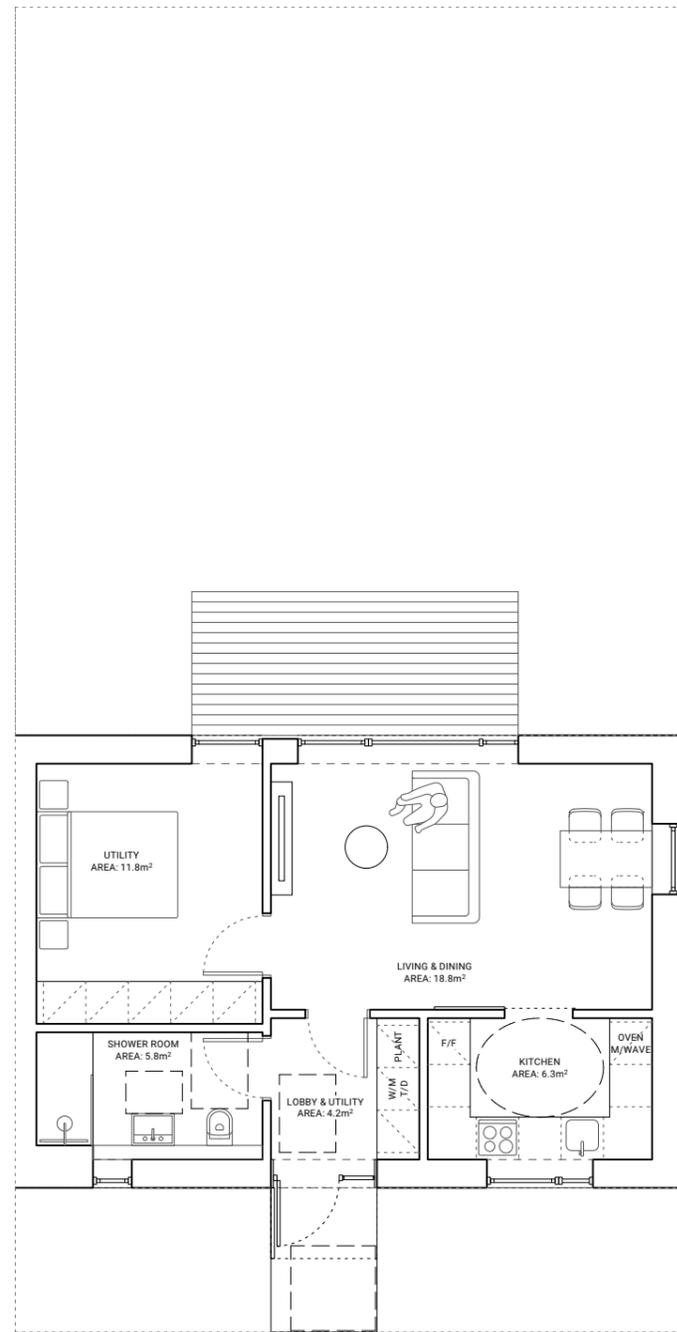 UTILITY
AREA: 11.8m²
LIVING & DINING
AREA: 18.8m²
SHOWER ROOM
AREA: 5.8m²
PLANT
W/M
T/D
LOBBY & UTILITY
AREA: 4.2m²
F/F
OVEN
M/WAVE
KITCHEN
AREA: 6.3m²